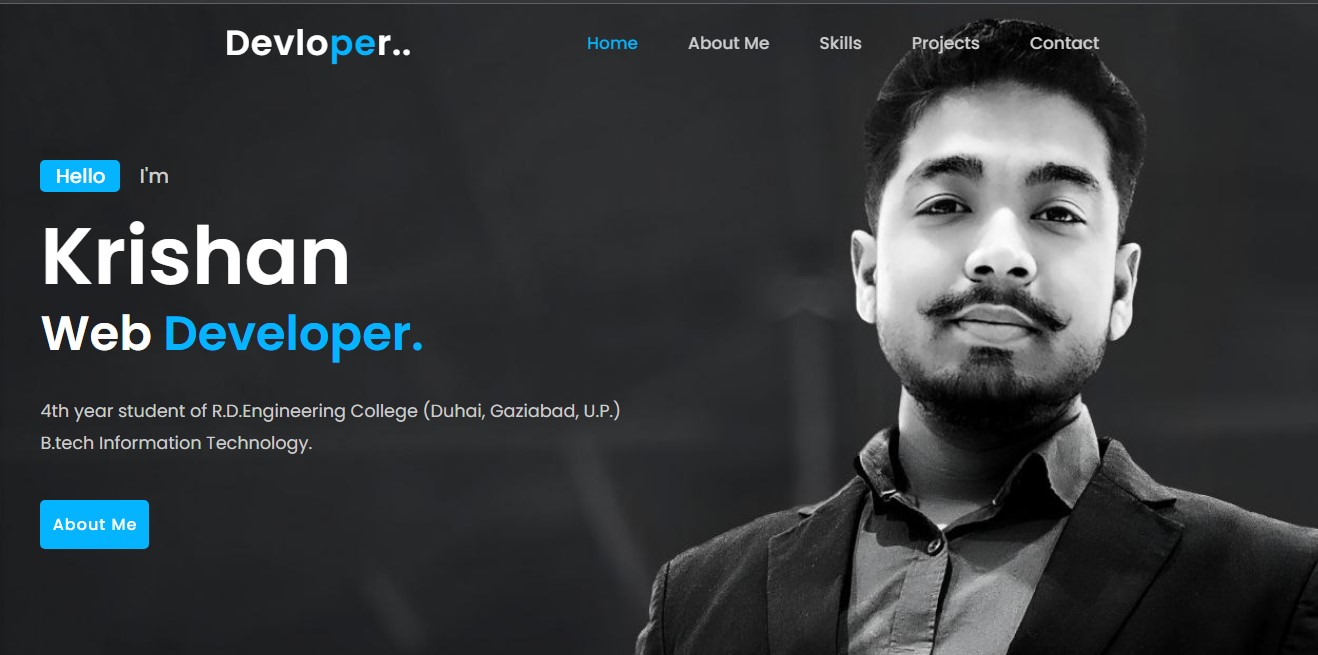 Devloper..
Home About Me Skills Projects Contact
Hello I'm
Krishan
Web Developer.
4th year student of R.D.Engineering College (Duhai, Gaziabad, U.P.)
B.tech Information Technology.
About Me